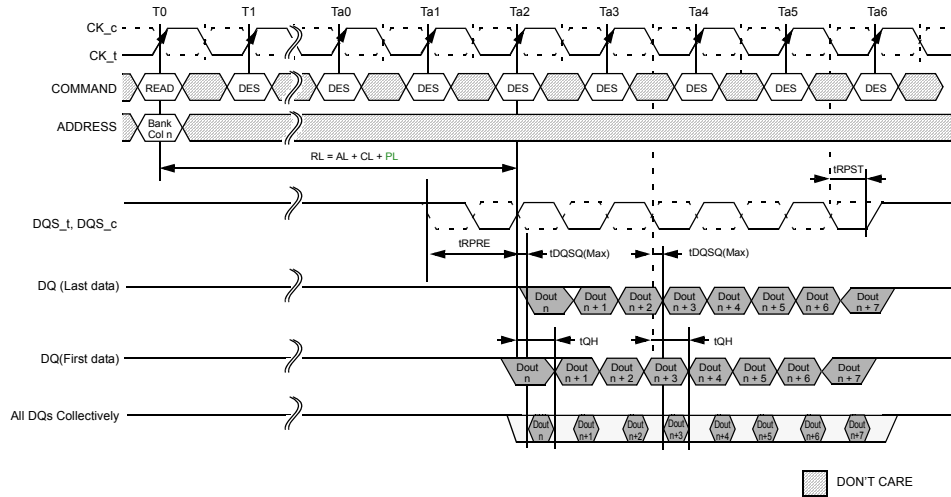 T0 T1 Ta0 Ta1 Ta2 Ta3 Ta4 Ta5 Ta6
CK_c
CK_t
COMMAND READ DES DES DES DES DES DES DES DES
ADDRESS Bank Col n
RL = AL + CL + PL
tRPST
DQS_t, DQS_c
tRPRE tDQSQ(Max) tDQSQ(Max)
DQ (Last data) Dout n Dout n + 1 Dout n + 2 Dout n + 3 Dout n + 4 Dout n + 5 Dout n + 6 Dout n + 7
tQH tQH
DQ(First data) Dout n Dout n + 1 Dout n + 2 Dout n + 3 Dout n + 4 Dout n + 5 Dout n + 6 Dout n + 7
All DQs Collectively Dout n Dout n+1 Dout n+2 Dout n+3 Dout n+4 Dout n+5 Dout n+6 Dout n+7
DON'T CARE